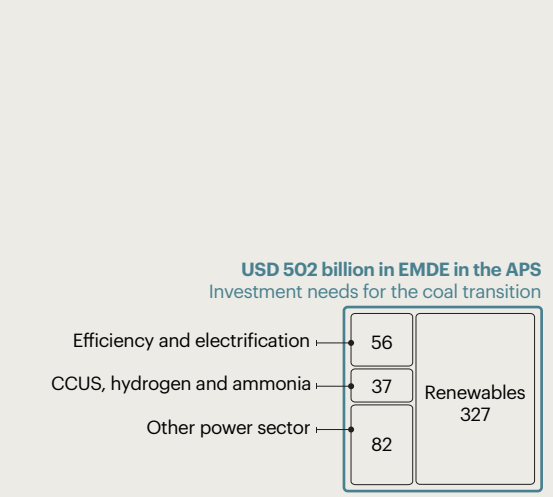 USD 502 billion in EMDE in the APS
Investment needs for the coal transition
Efficiency and electrification
56
CCUS, hydrogen and ammonia
37
Other power sector
82
Renewables
327